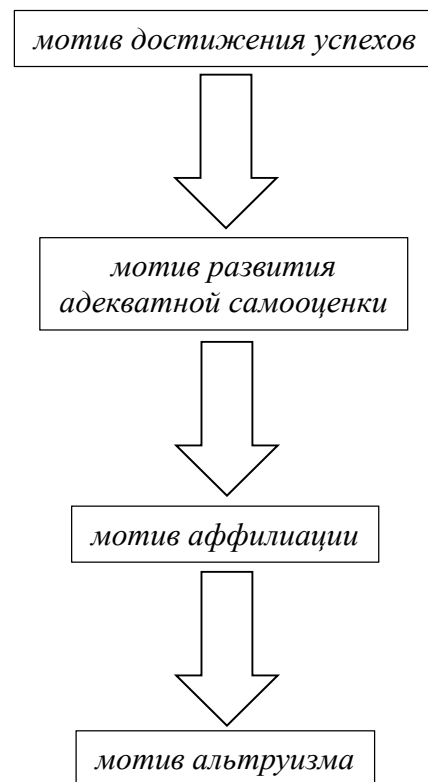 мотив достижения успехов
мотив развития
адекватной самооценки
мотив аффилиации
мотив альтруизма